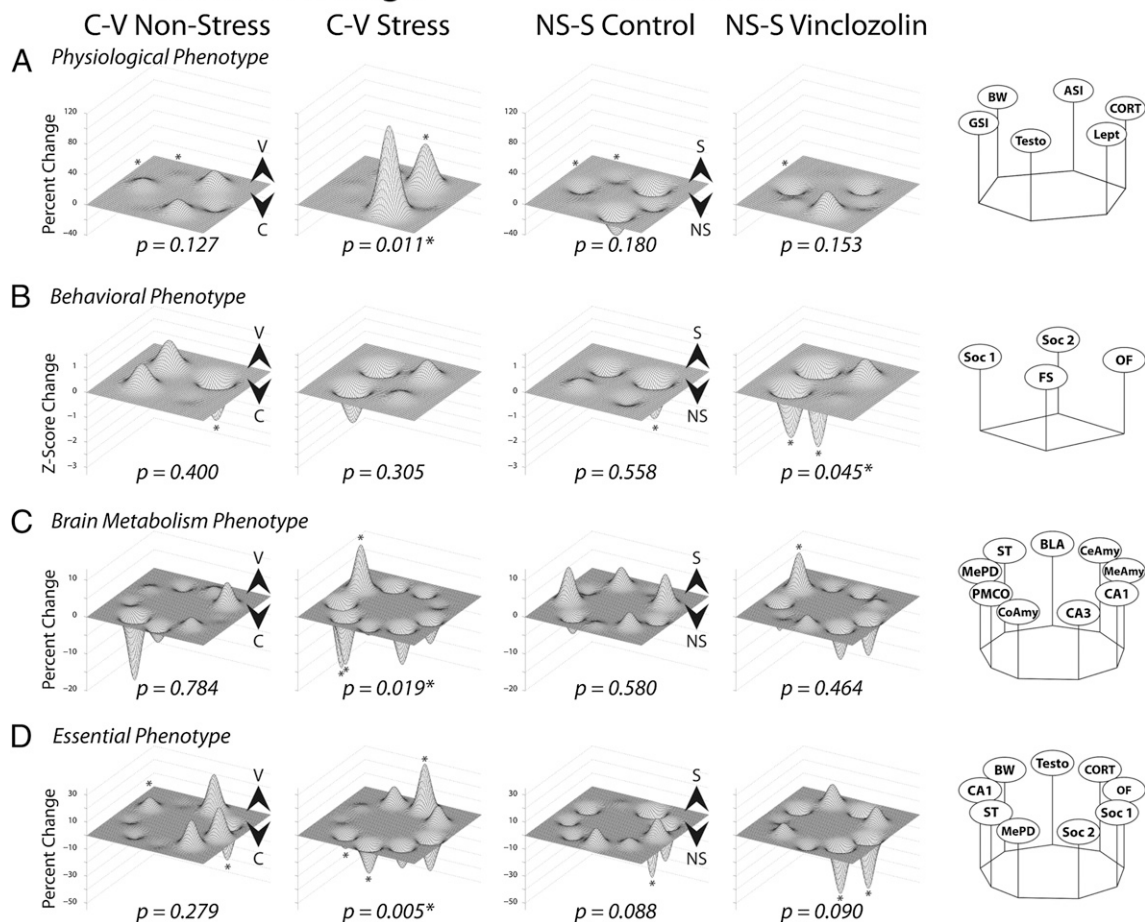 C-V Non-Stress C-V Stress NS-S Control NS-S Vinclozolin
A Physiological Phenotype
Percent Change
120
80
40
0
−40
V
C
* *
p = 0.127
*
p = 0.011*
S
NS
* *
p = 0.180
*
p = 0.153
BW ASI CORT
GSI Testo Lept
B Behavioral Phenotype
Z-Score Change
1
0
−1
−2
−3
V
C
*
p = 0.400
p = 0.305
S
NS
*
p = 0.558
* *
p = 0.045*
Soc 1 Soc 2 OF
FS
C Brain Metabolism Phenotype
Percent Change
10
0
−10
−20
V
C
p = 0.784
*
**
p = 0.019*
S
NS
p = 0.580
*
p = 0.464
ST BLA CeAmy
MePD MeAmy
PMCO CA1
CoAmy CA3
D Essential Phenotype
Percent Change
30
10
−10
−30
−50
V
C
*
*
p = 0.279
*
* *
p = 0.005*
S
NS
*
p = 0.088
* *
p = 0.090
BW Testo CORT
CA1 OF
ST Soc 1
MePD Soc 2